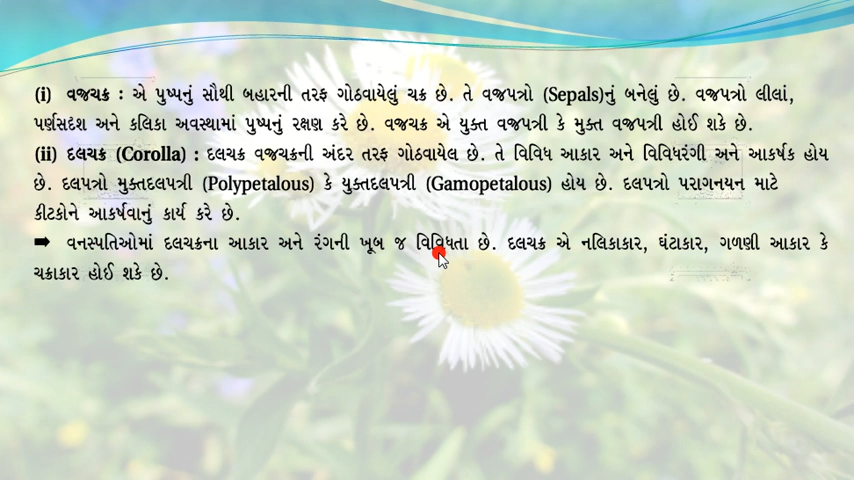 (i) વજચક્ર : એ પુષ્પનું સૌથી બહારની તરફ ગોઠવાયેલું ચક્ર છે. તે વજપત્રો (Sepals)નું બનેલું છે. વજપત્રો લીલાં,
પર્ણસદશ અને કલિકા અવસ્થામાં પુષ્પનું રક્ષણ કરે છે. વજચક્ર એ યુક્ત વજપત્રી કે મુક્ત વજપત્રી હોઈ શકે છે.
(ii) દલચક્ર (Corolla) : દલચક્ર વજચક્રની અંદર તરફ ગોઠવાયેલ છે. તે વિવિધ આકાર અને વિવિધરંગી અને આકર્ષક હોય
છે. દલપત્રો મુક્તદલપત્રી (Polypetalous) કે યુક્તદલપત્રી (Gamopetalous) હોય છે. દલપત્રો પરાગનયન માટે
કીટકોને આકર્ષવાનું કાર્ય કરે છે.
➡ વનસ્પતિઓમાં દલચક્રના આકાર અને રંગની ખૂબ જ વિવિધતા છે. દલચક્ર એ નલિકાકાર, ઘંટાકાર, ગળણી આકાર કે
ચક્રાકાર હોઈ શકે છે.